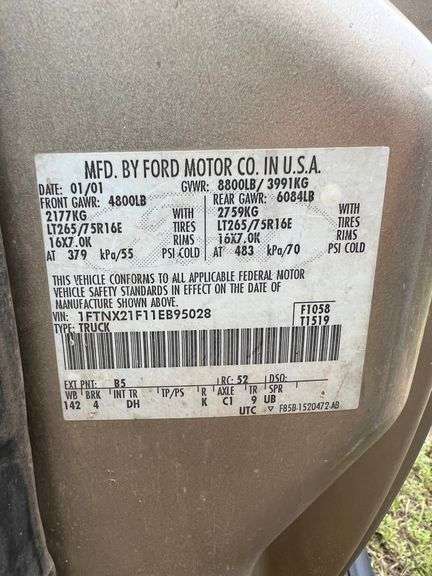 MFD. BY FORD MOTOR CO. IN U.S.A.
DATE: 01/01 GVWR: 8800LB/ 3991KG
FRONT GAWR: 4800LB REAR GAWR: 6084LB
2177KG WITH 2759KG WITH
LT265/75R16E TIRES LT265/75R16E TIRES
16X7.0K RIMS 16X7.0K RIMS
AT 379 kPa/55 PSI COLD AT 483 kPa/70 PSI COLD
THIS VEHICLE CONFORMS TO ALL APPLICABLE FEDERAL MOTOR
VEHICLE SAFETY STANDARDS IN EFFECT ON THE DATE OF
MANUFACTURE SHOWN ABOVE.
VIN: 1FTNX21F11EB95028 F1058
TYPE: TRUCK T1519
EXT PNT: B5 RC: 52 DSO:
WB BRK INT TR TP/PS R AXLE TR SPR
142 4 DH K C1 9 UB
UTC F85B-1520472-AB